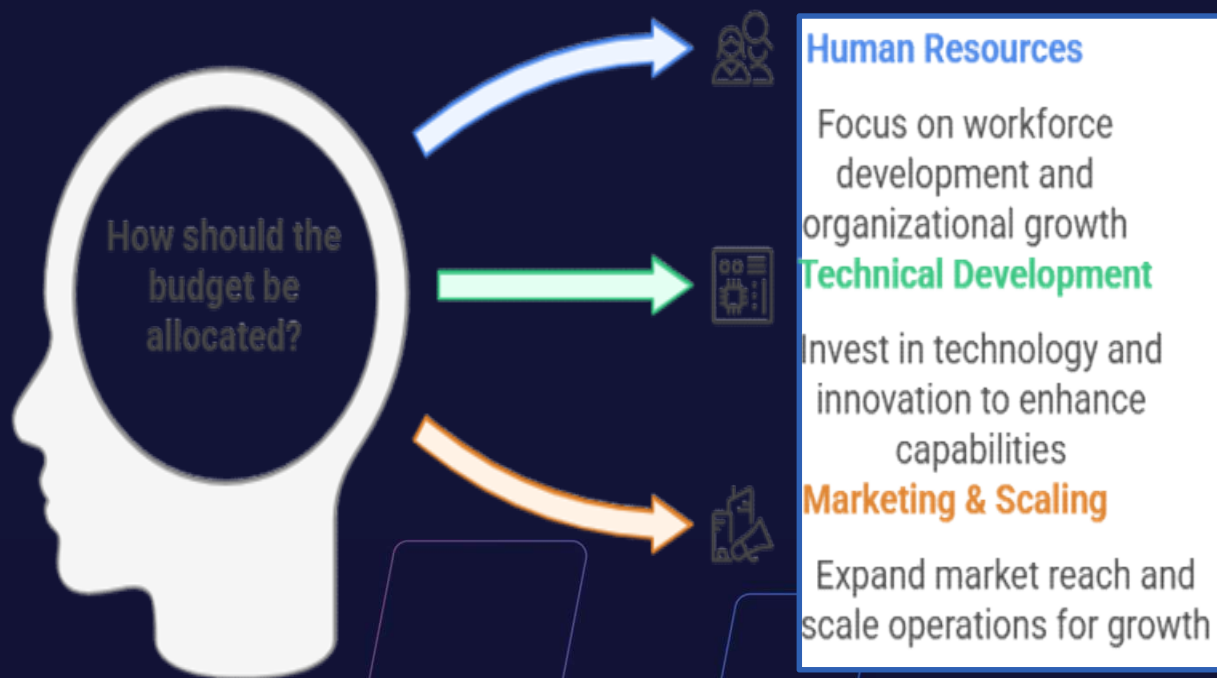 How should the
budget be
allocated?
Human Resources
Focus on workforce
development and
organizational growth
Technical Development
Invest in technology and
innovation to enhance
capabilities
Marketing & Scaling
Expand market reach and
scale operations for growth